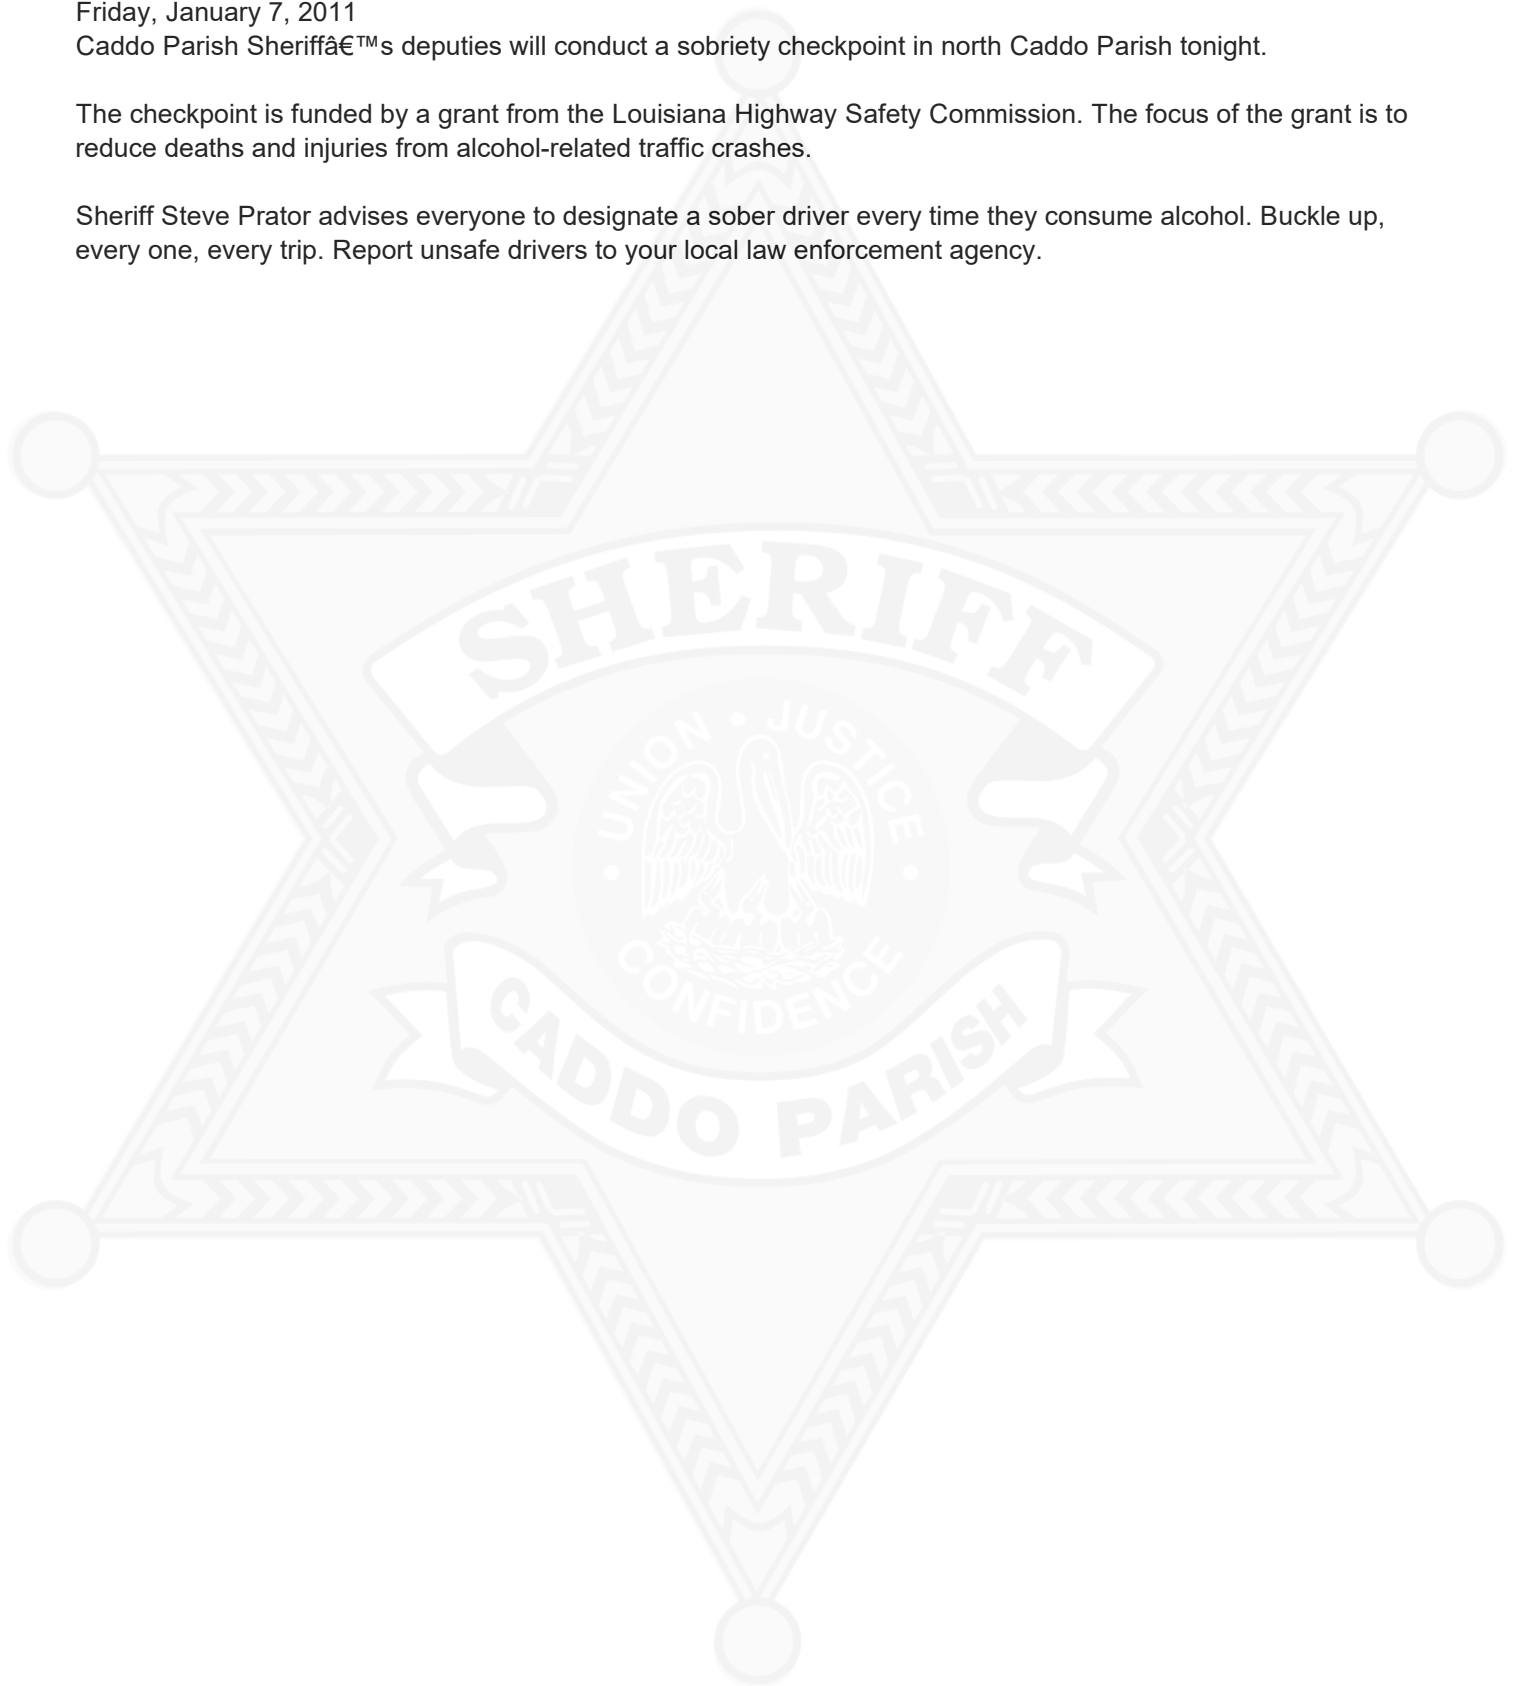 Friday, January 7, 2011
Caddo Parish Sheriffâ€™s deputies will conduct a sobriety checkpoint in north Caddo Parish tonight.
The checkpoint is funded by a grant from the Louisiana Highway Safety Commission. The focus of the grant is to
reduce deaths and injuries from alcohol-related traffic crashes.
Sheriff Steve Prator advises everyone to designate a sober driver every time they consume alcohol. Buckle up,
every one, every trip. Report unsafe drivers to your local law enforcement agency.
SHERIFF
UNION • JUSTICE
• CONFIDENCE •
CADDO PARISH